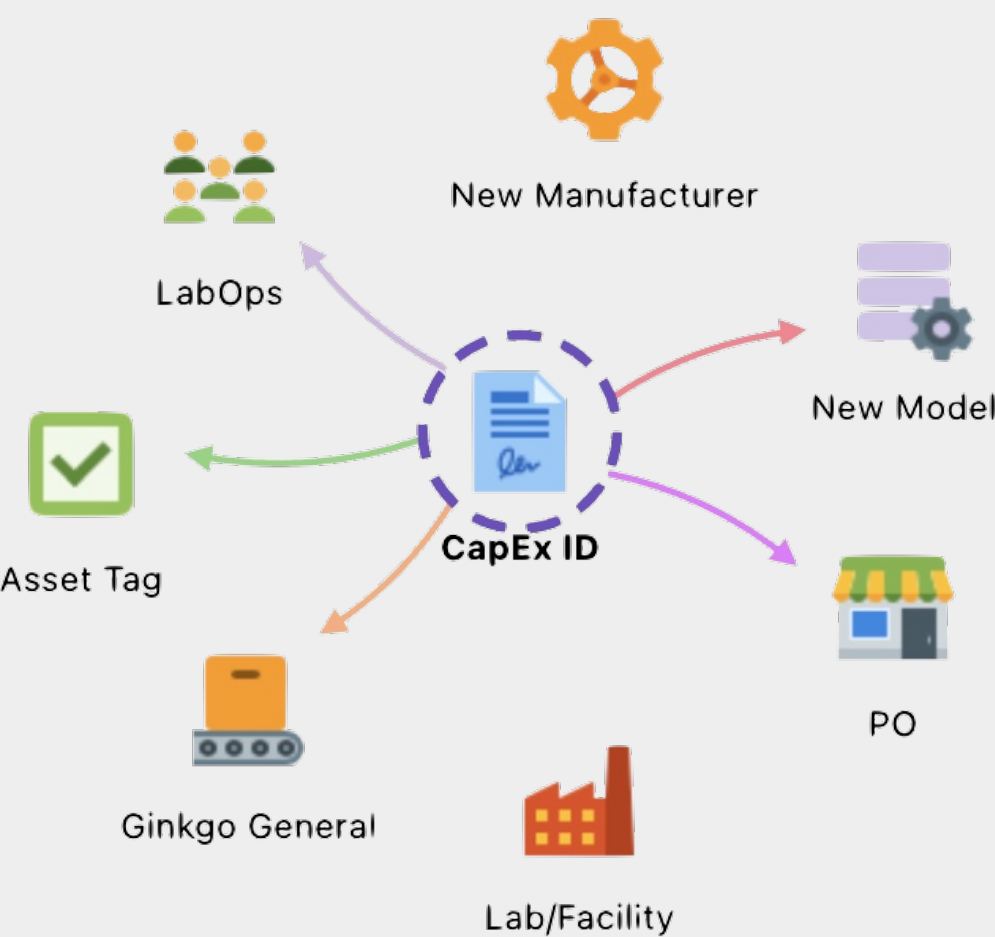 New Manufacturer
LabOps
New Model
CapEx ID
Asset Tag
PO
Ginkgo General
Lab/Facility